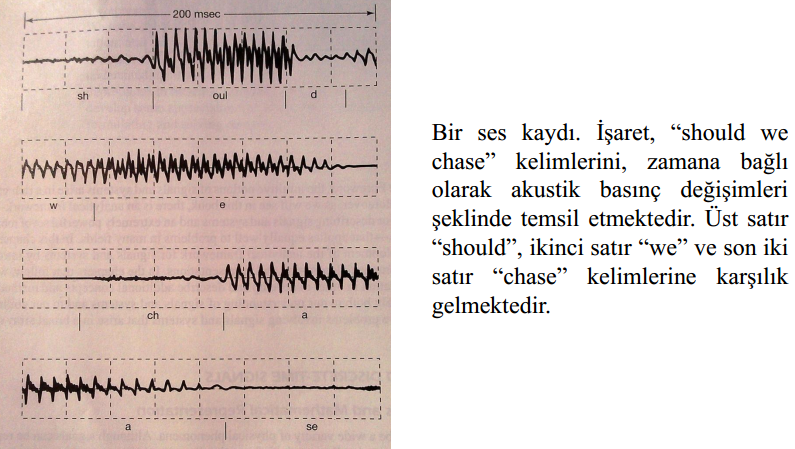 200 msec
sh oul d
w e
ch a
a se
Bir ses kaydı. İşaret, “should we
chase” kelimlerini, zamana bağlı
olarak akustik basınç değişimleri
şeklinde temsil etmektedir. Üst satır
“should”, ikinci satır “we” ve son iki
satır “chase” kelimlerine karşılık
gelmektedir.